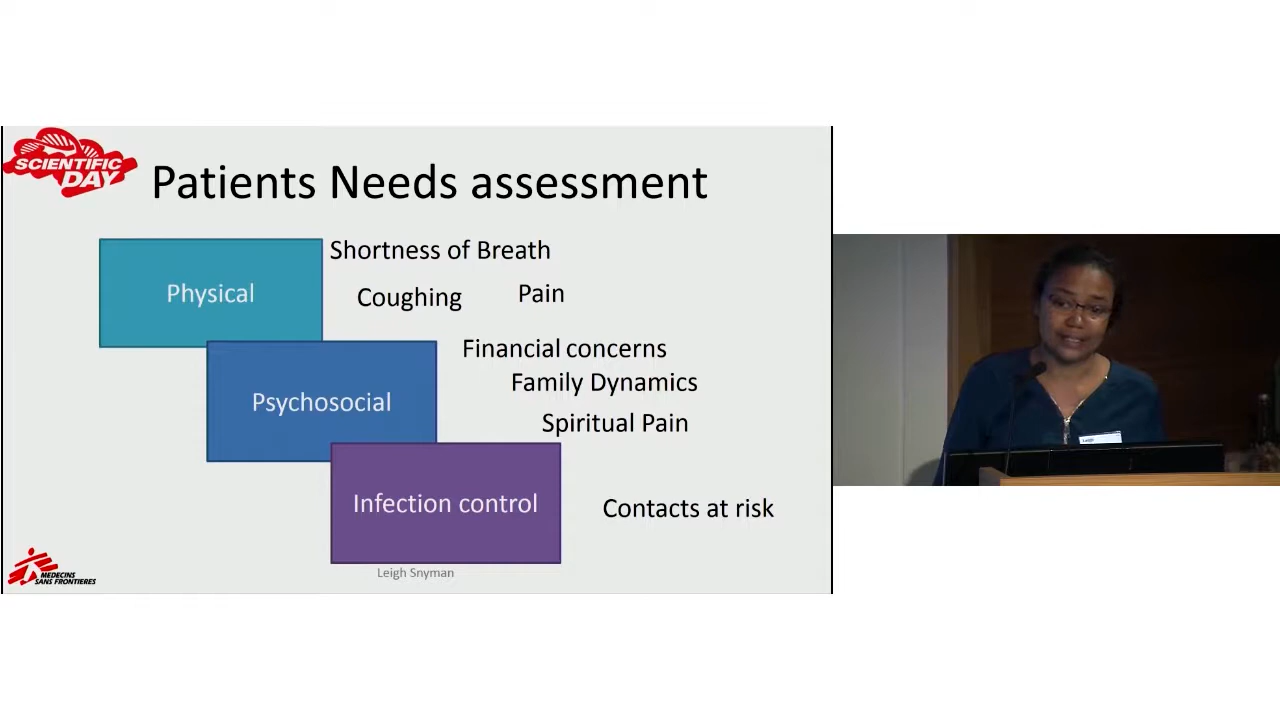 SCIENTIFIC
DAY
Patients Needs assessment
Physical
Shortness of Breath
Coughing
Pain
Psychosocial
Financial concerns
Family Dynamics
Spiritual Pain
Infection control
Contacts at risk
MEDECINS
SANS FRONTIERES
Leigh Snyman